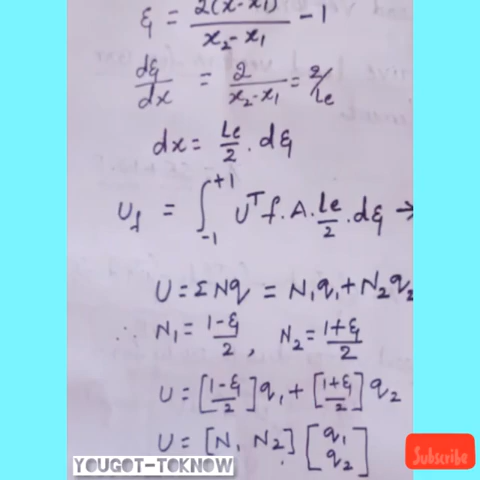 ξ = 2(x-x₁) / x₂-x₁ - 1
dξ/dx = 2 / x₂-x₁ = 2/le
dx = le/2 . dξ
U_f = ∫₋₁⁺¹ Uᵀf.A. le/2 . dξ →
U = ΣNq = N₁q₁ + N₂q₂
∴ N₁ = 1-ξ/2 , N₂ = 1+ξ/2
U = [1-ξ/2]q₁ + [1+ξ/2]q₂
U = [N₁ N₂] [q₁ q₂]
YOUGOT-TOKNOW
Subscribe